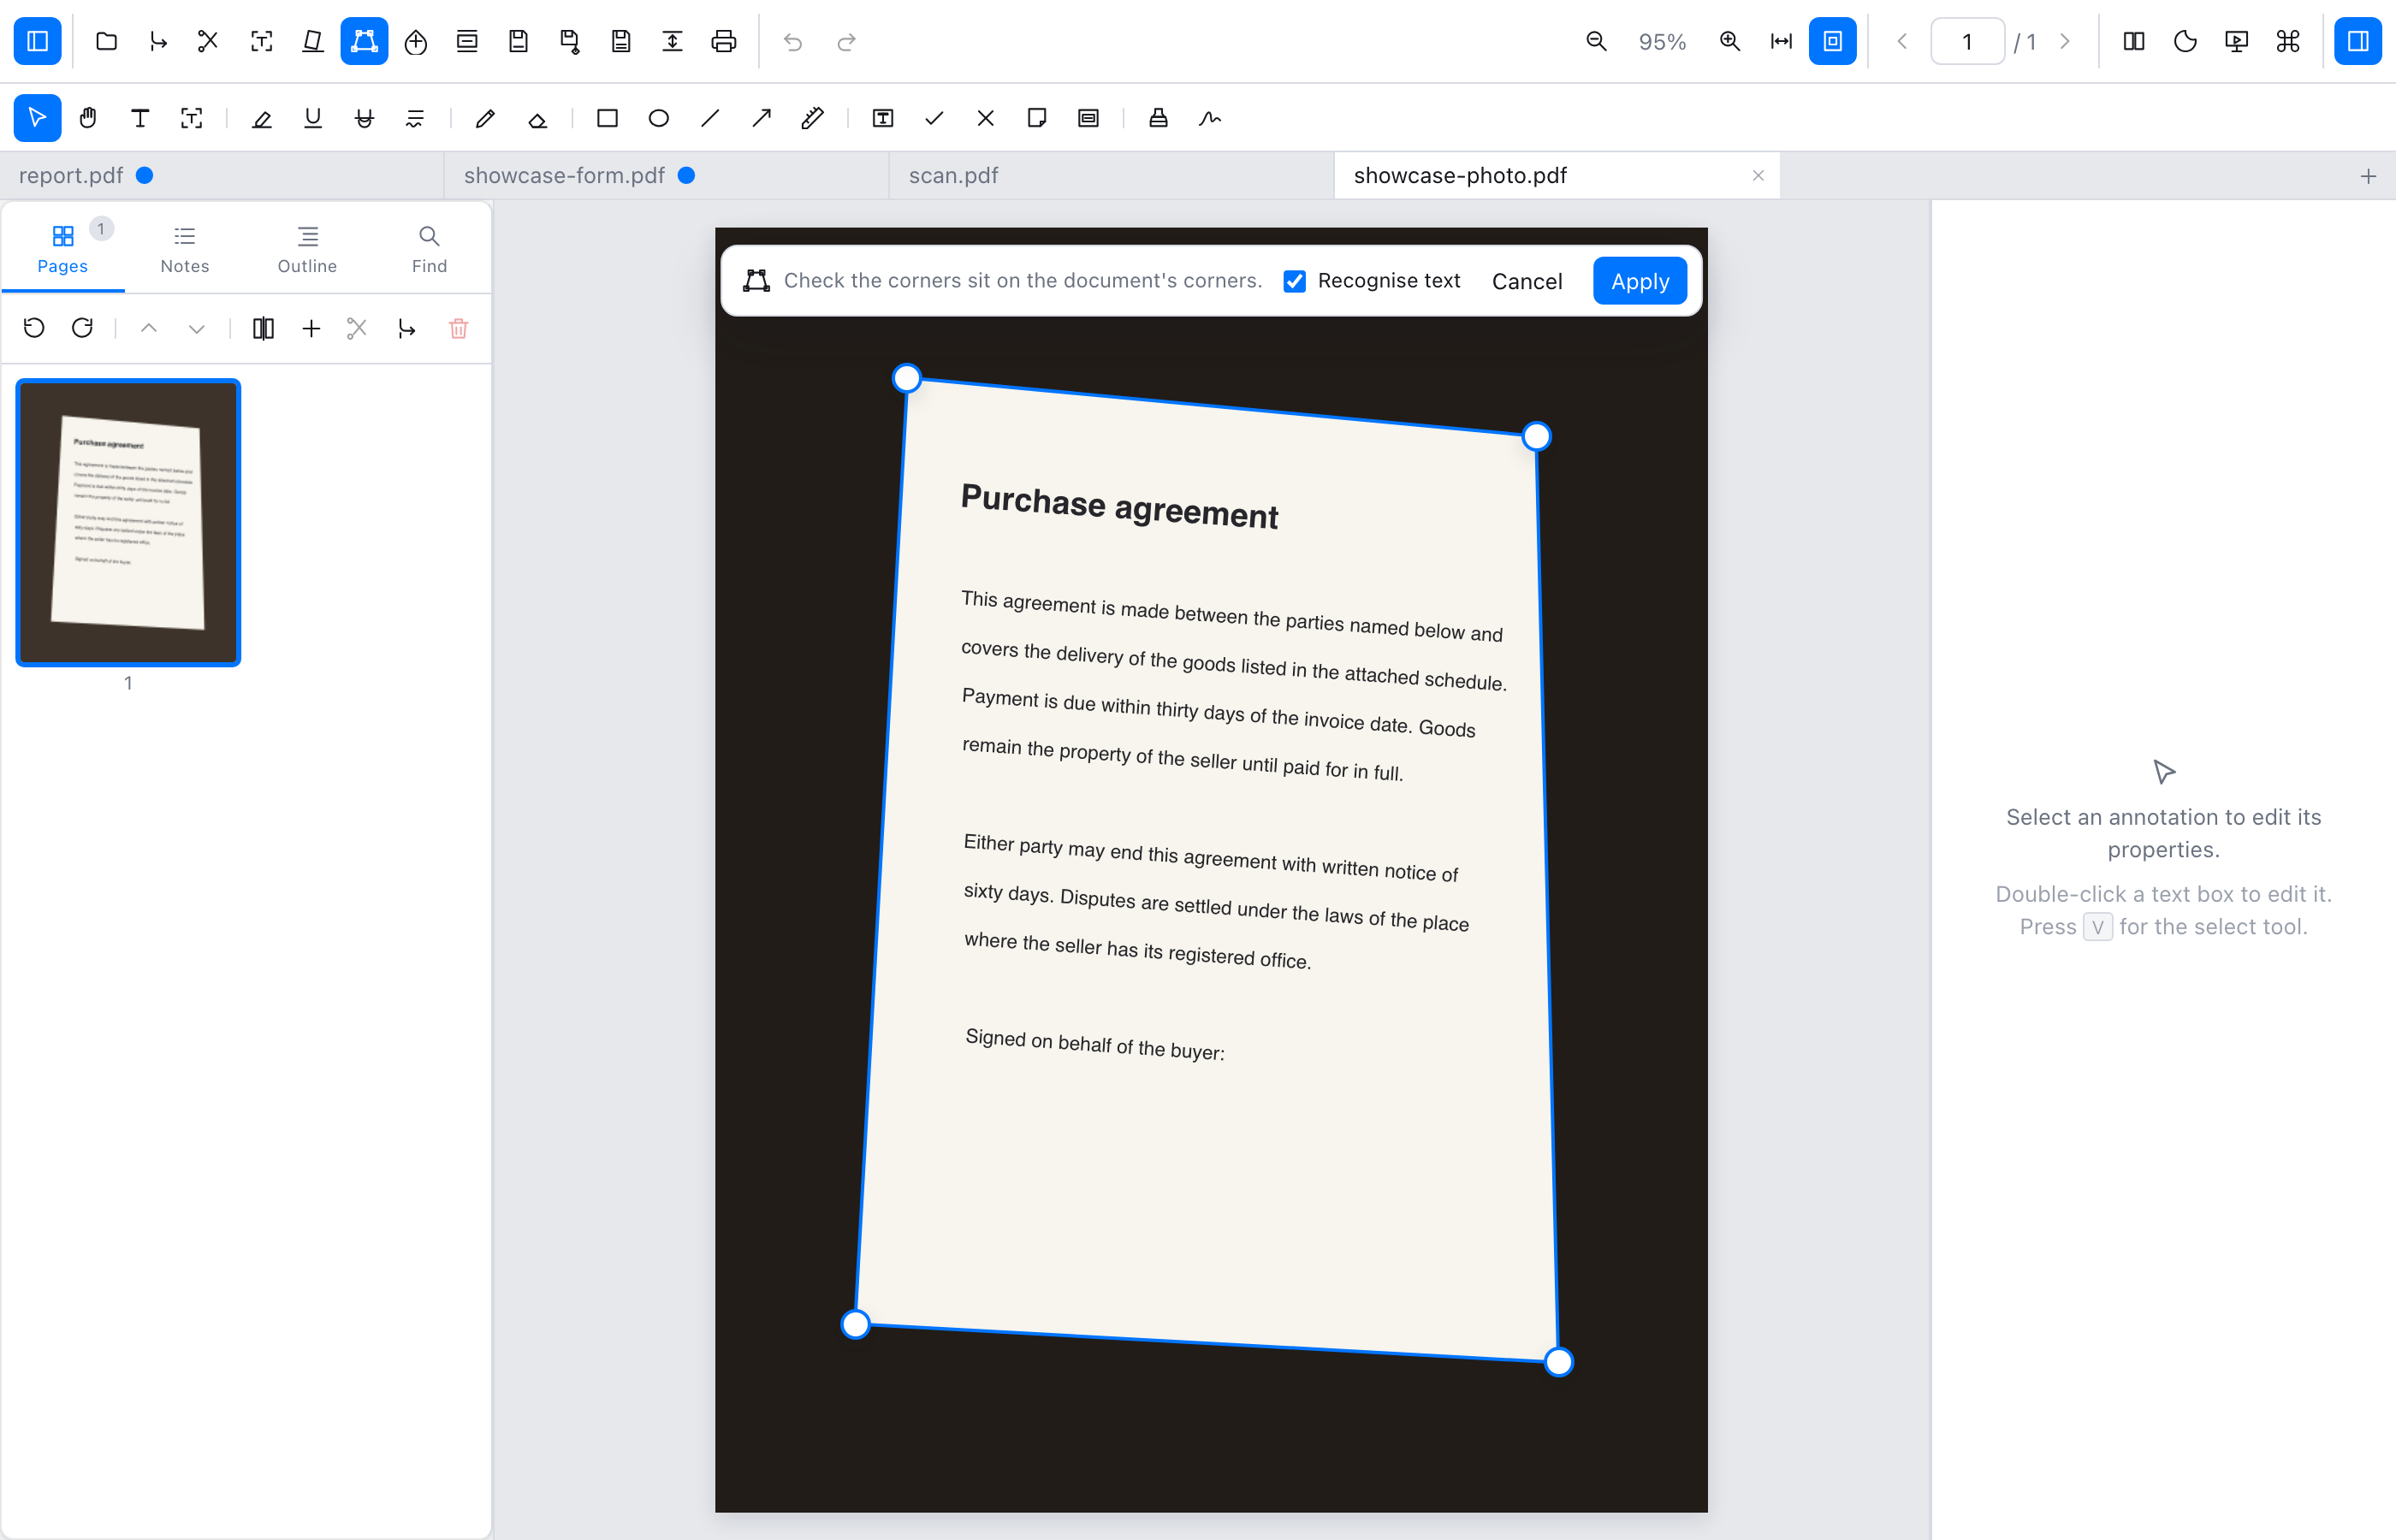 95%
1 / 1
report.pdf
showcase-form.pdf
scan.pdf
showcase-photo.pdf
Pages
1
Notes
Outline
Find
Check the corners sit on the document's corners.
Recognise text
Cancel
Apply
Purchase agreement
This agreement is made between the parties named below and
covers the delivery of the goods listed in the attached schedule.
Payment is due within thirty days of the invoice date. Goods
remain the property of the seller until paid for in full.
Either party may end this agreement with written notice of
sixty days. Disputes are settled under the laws of the place
where the seller has its registered office.
Signed on behalf of the buyer:
Purchase agreement
1
Select an annotation to edit its
properties.
Double-click a text box to edit it.
Press V for the select tool.